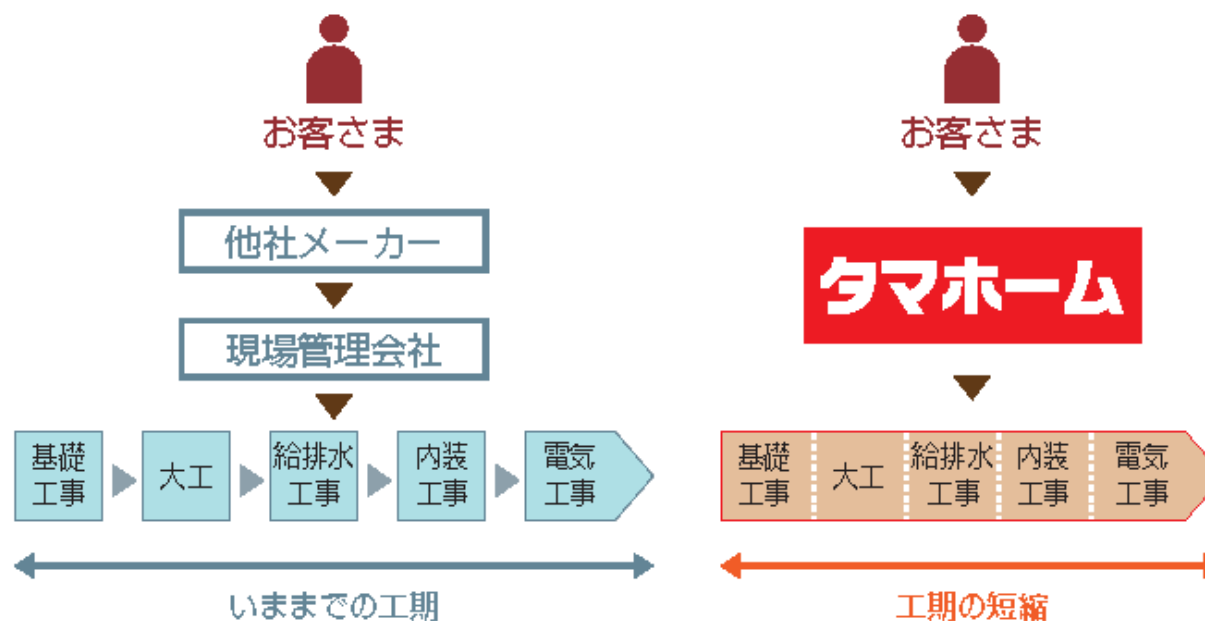 お客さま
他社メーカー
現場管理会社
基礎
工事
大工
給排水
工事
内装
工事
電気
工事
いままでの工期
お客さま
タマホーム
基礎
工事
大工
給排水
工事
内装
工事
電気
工事
工期の短縮